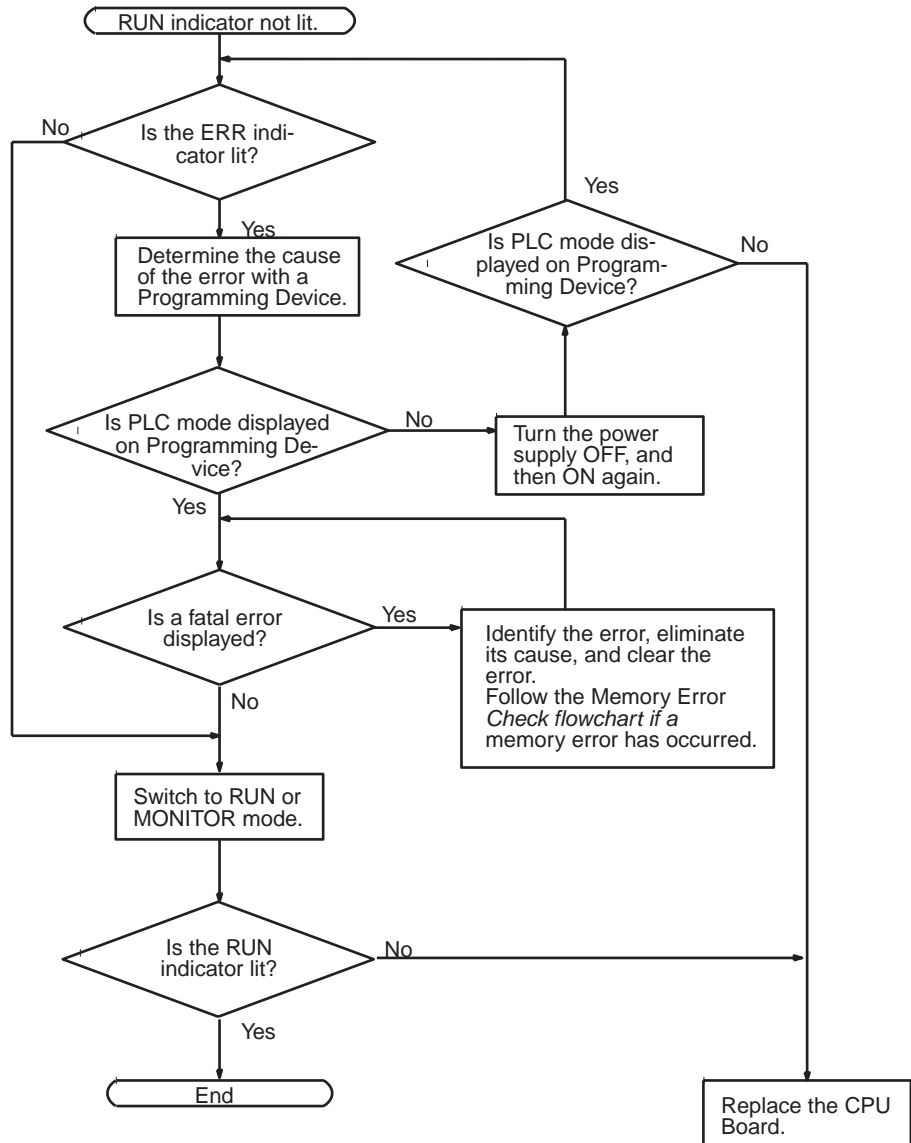 RUN indicator not lit.
No
Is the ERR indi-
cator lit?
Yes
Yes
Determine the cause
of the error with a
Programming Device.
Is PLC mode dis-
played on Program-
ming Device?
No
Is PLC mode displayed
on Programming De-
vice?
No
Turn the power
supply OFF, and
then ON again.
Yes
Is a fatal error
displayed?
Yes
Identify the error, eliminate
its cause, and clear the
error.
Follow the Memory Error
Check flowchart if a
memory error has occurred.
No
Switch to RUN or
MONITOR mode.
Is the RUN
indicator lit?
No
Yes
End
Replace the CPU
Board.